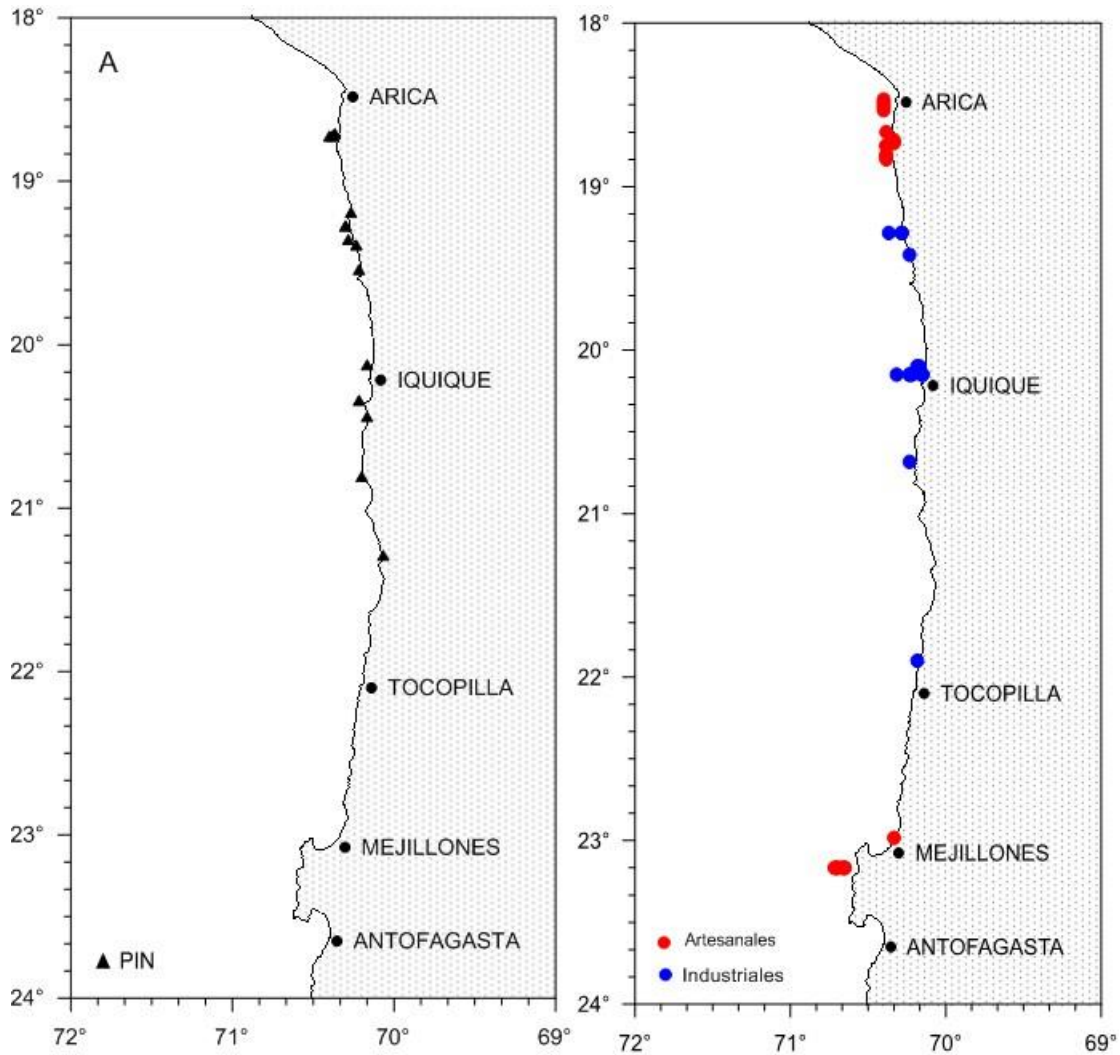 A
18°
19°
20°
21°
22°
23°
24°
72°
71°
70°
69°
ARICA
IQUIQUE
TOCOPILLA
MEJILLONES
ANTOFAGASTA
PIN
18°
19°
20°
21°
22°
23°
24°
72°
71°
70°
69°
ARICA
IQUIQUE
TOCOPILLA
MEJILLONES
ANTOFAGASTA
Artesanales
Industriales